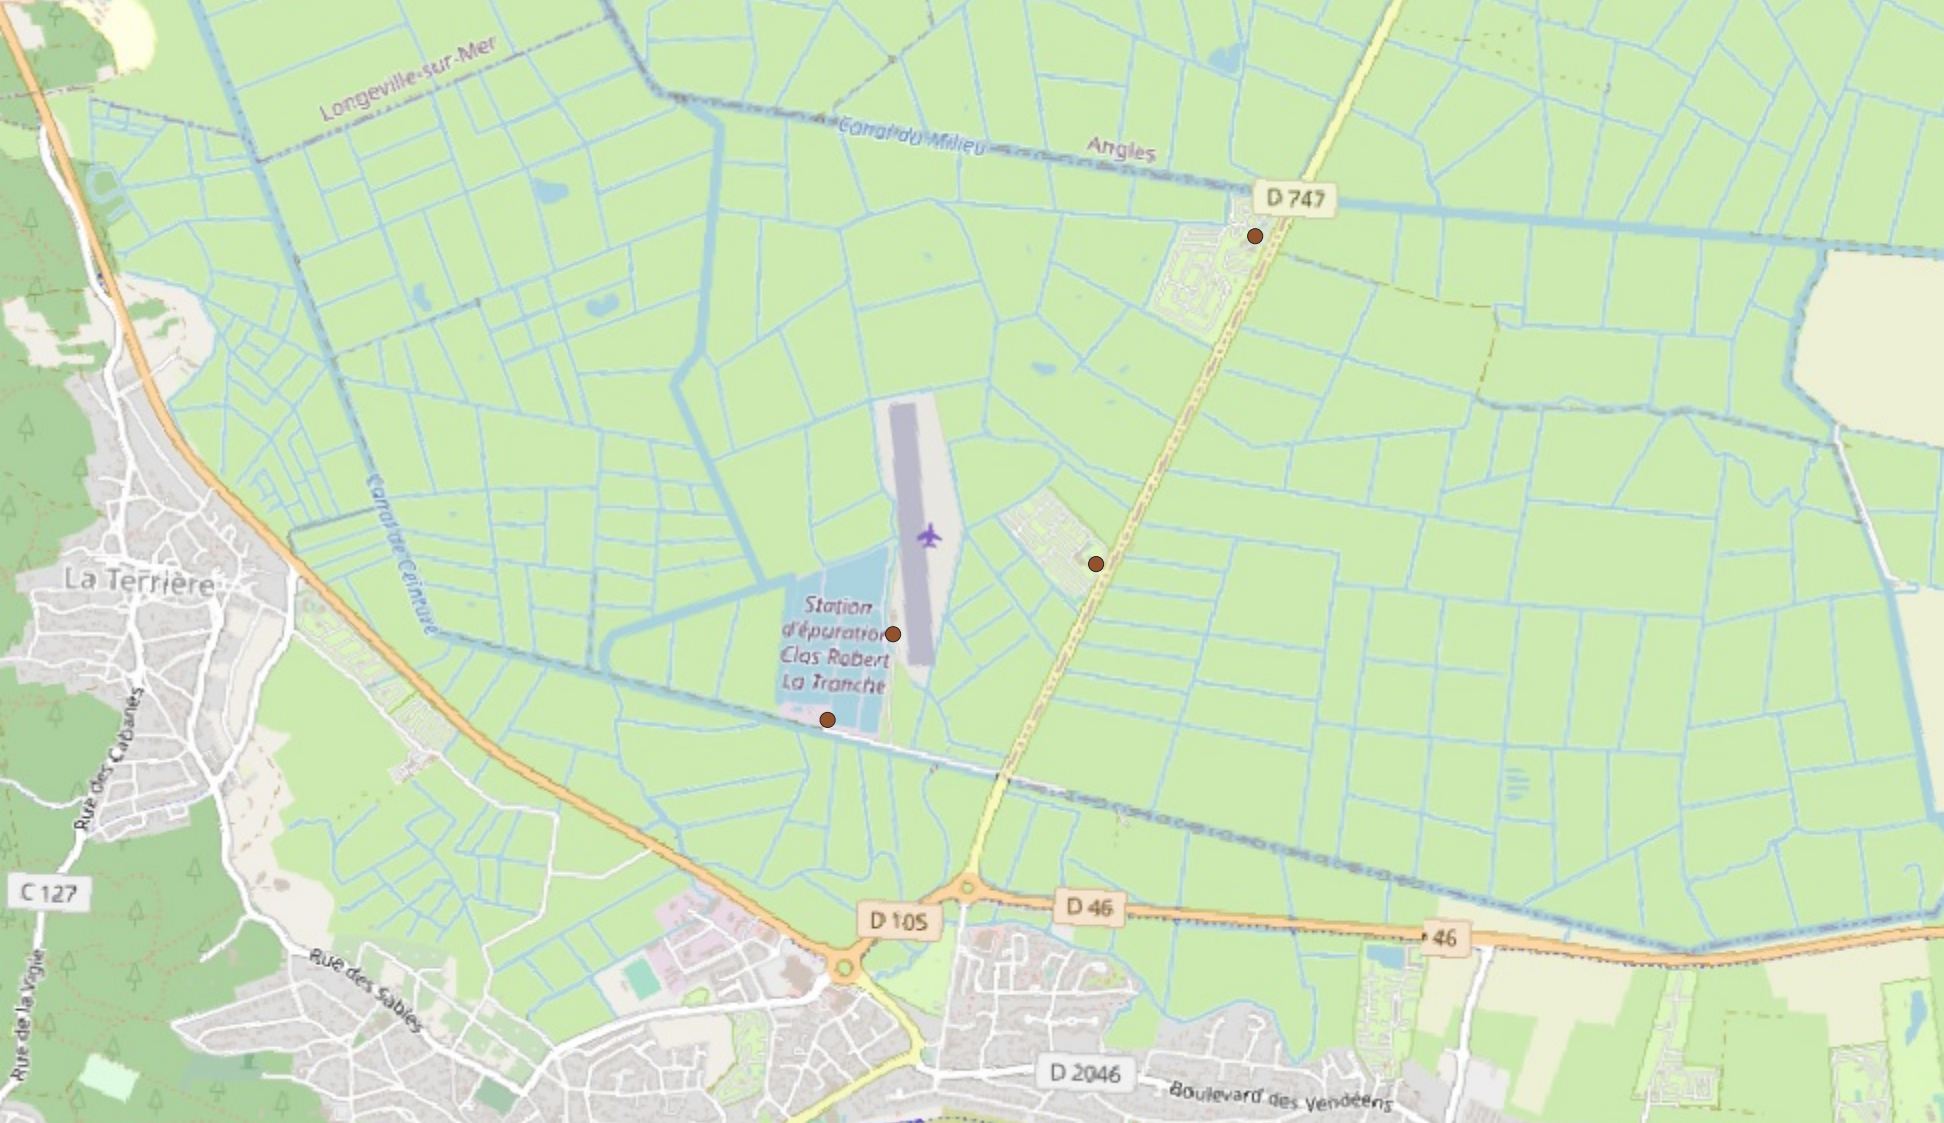 Longeville-sur-Mer
Canal du Milieu
Angles
D 747
Canal de Ceinture
La Terrière
Station
d'épuration
Clos Robert
La Tranche
Rue des Cabanes
C 127
D 105
D 46
46
Rue des Sables
Rue de la Vigie
D 2046
Boulevard des Vendéens